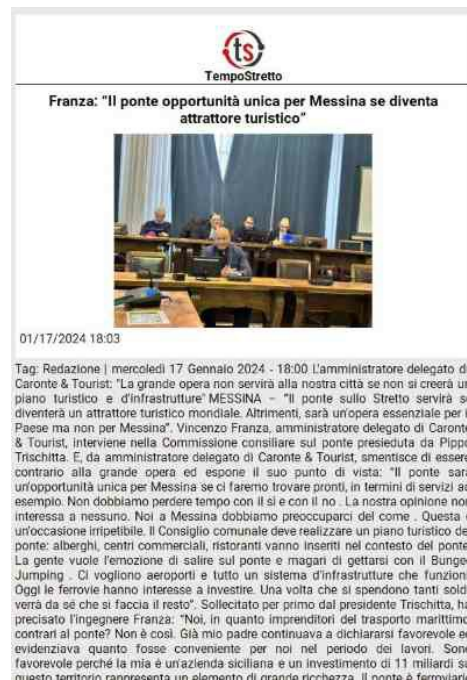 ts
TempoStretto
Franza: “Il ponte opportunità unica per Messina se diventa
attrattore turistico”
01/17/2024 18:03
Tag: Redazione | mercoledì 17 Gennaio 2024 - 18:00 L'amministratore delegato di
Caronte & Tourist: "La grande opera non servirà alla nostra città se non si creerà un
piano turistico e d'infrastrutture" MESSINA – "Il ponte sullo Stretto servirà se
diventerà un attrattore turistico mondiale. Altrimenti, sarà un'opera essenziale per il
Paese ma non per Messina". Vincenzo Franza, amministratore delegato di Caronte
& Tourist, interviene nella Commissione consiliare sul ponte presieduta da Pippo
Trischitta. E, da amministratore delegato di Caronte & Tourist, smentisce di essere
contrario alla grande opera ed espone il suo punto di vista: "Il ponte sarà
un'opportunità unica per Messina se ci faremo trovare pronti, in termini di servizi ad
esempio. Non dobbiamo perdere tempo con il sì e con il no . La nostra opinione non
interessa a nessuno. Noi a Messina dobbiamo preoccuparci del come . Questa è
un'occasione irripetibile. Il Consiglio comunale deve realizzare un piano turistico del
ponte: alberghi, centri commerciali, ristoranti vanno inseriti nel contesto del ponte.
La gente vuole l'emozione di salire sul ponte e magari di gettarsi con il Bungee
Jumping . Ci vogliono aeroporti e tutto un sistema d'infrastrutture che funzioni.
Oggi le ferrovie hanno interesse a investire. Una volta che si spendono tanti soldi,
verrà da sé che si faccia il resto". Sollecitato per primo dal presidente Trischitta, ha
precisato l'ingegnere Franza: "Noi, in quanto imprenditori del trasporto marittimo,
contrari al ponte? Non è così. Già mio padre continuava a dichiararsi favorevole ed
evidenziava quanto fosse conveniente per noi nel periodo dei lavori. Sono
favorevole perché la mia è un'azienda siciliana e un investimento di 11 miliardi su
questo territorio rappresenta un elemento di grande ricchezza. Il ponte è ferroviario